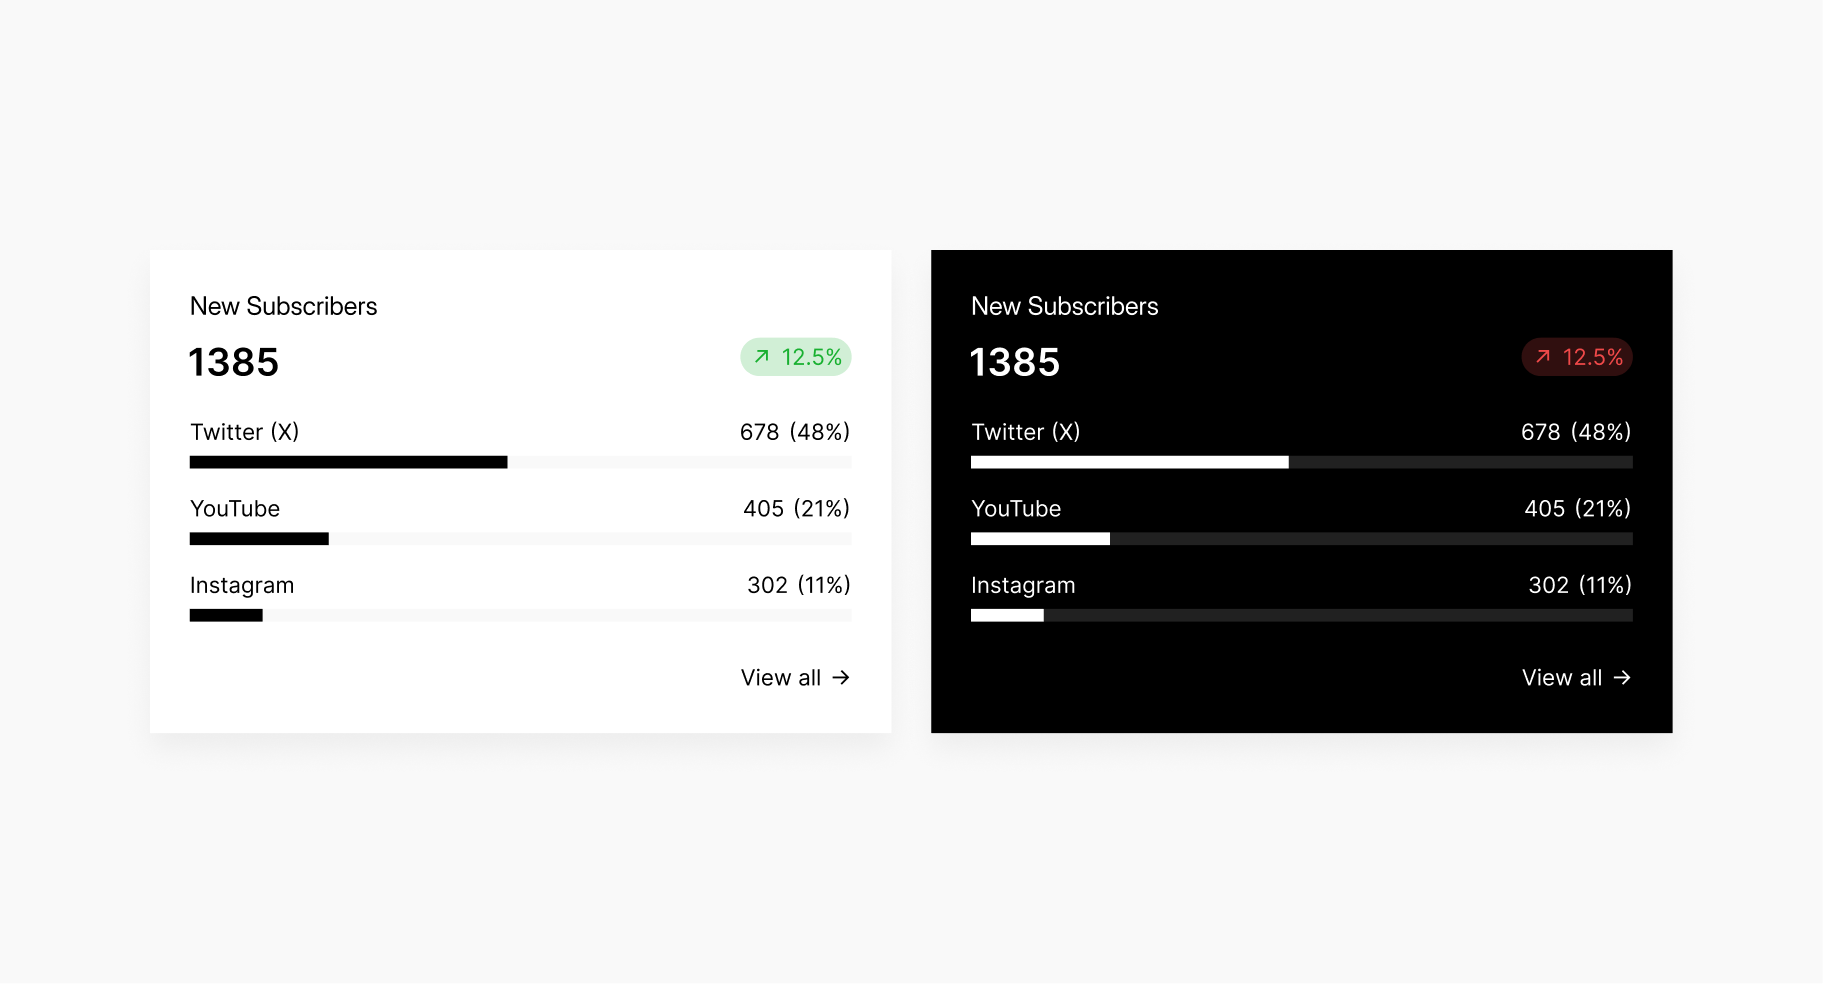 New Subscribers
1385
↗ 12.5%
Twitter (X) 678 (48%)
YouTube 405 (21%)
Instagram 302 (11%)
View all →
New Subscribers
1385
↗ 12.5%
Twitter (X) 678 (48%)
YouTube 405 (21%)
Instagram 302 (11%)
View all →